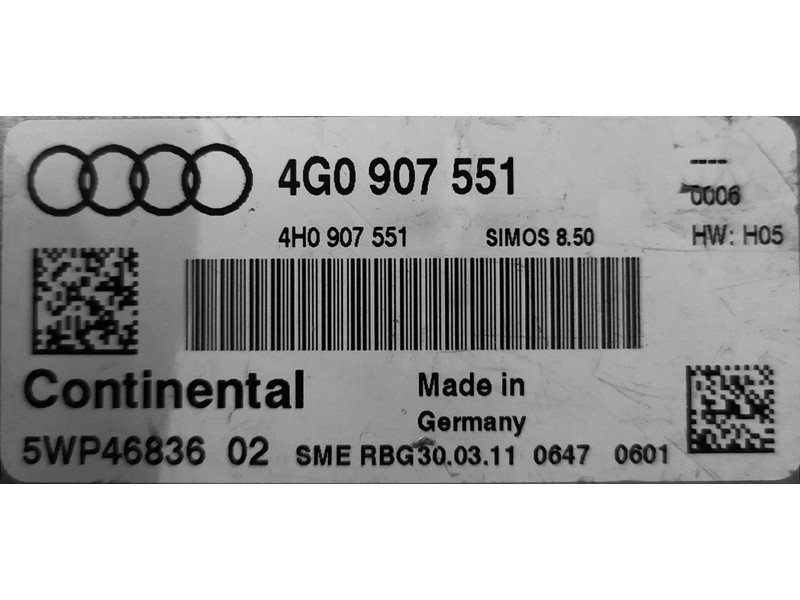 4G0 907 551
----
0006
4H0 907 551 SIMOS 8.50 HW: H05
Continental
Made in
Germany
5WP46836 02 SME RBG30.03.11 0647 0601